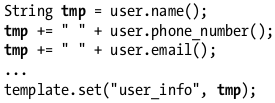 String tmp = user.name();
tmp += " " + user.phone_number();
tmp += " " + user.email();
...
template.set("user_info", tmp);